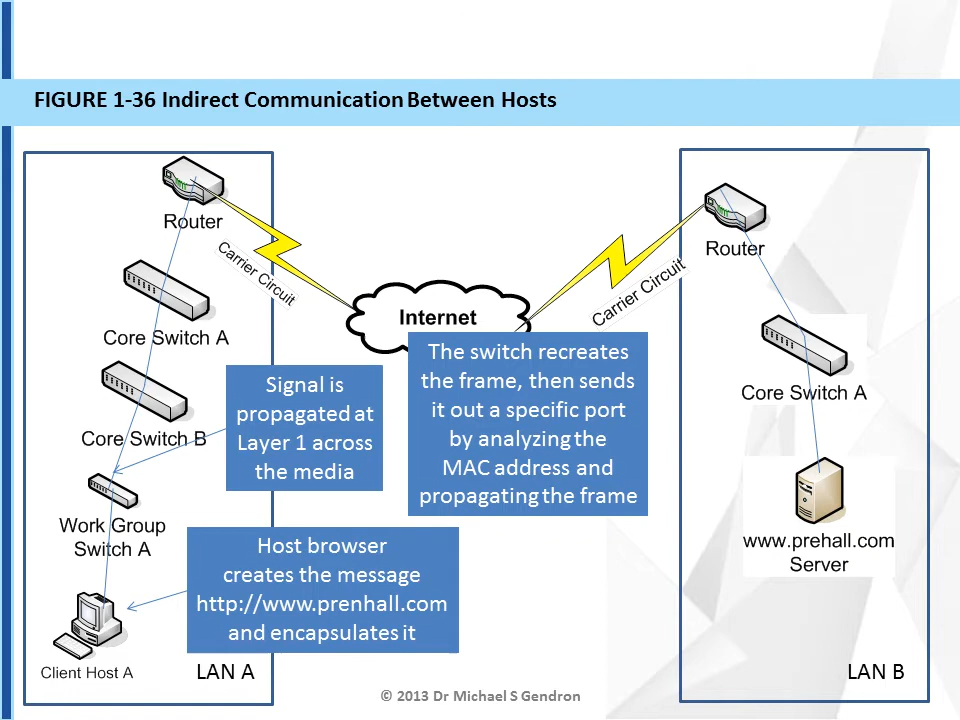 FIGURE 1-36 Indirect Communication Between Hosts
Router
Carrier Circuit
Core Switch A
Core Switch B
Work Group
Switch A
Client Host A
LAN A
Signal is
propagated at
Layer 1 across
the media
Host browser
creates the message
http://www.prenhall.com
and encapsulates it
Internet
The switch recreates
the frame, then sends
it out a specific port
by analyzing the
MAC address and
propagating the frame
Carrier Circuit
Router
Core Switch A
www.prehall.com
Server
LAN B
© 2013 Dr Michael S Gendron